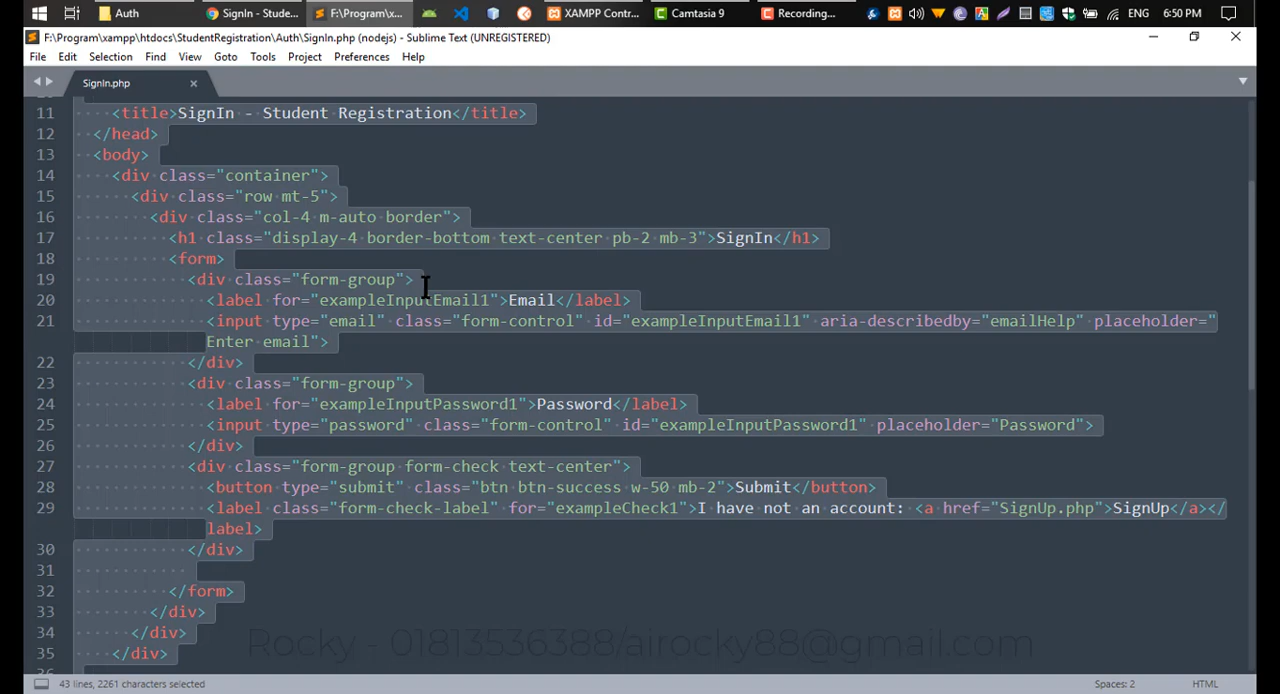 Auth
SignIn - Stude...
F:\Program\x...
XAMPP Contr...
Camtasia 9
Recording...
ENG
6:50 PM
F:\Program\xampp\htdocs\StudentRegistration\Auth\SignIn.php (nodejs) - Sublime Text (UNREGISTERED)
File Edit Selection Find View Goto Tools Project Preferences Help
SignIn.php
11 <title>SignIn - Student Registration</title>
12 </head>
13 <body>
14 <div class="container">
15 <div class="row mt-5">
16 <div class="col-4 m-auto border">
17 <h1 class="display-4 border-bottom text-center pb-2 mb-3">SignIn</h1>
18 <form>
19 <div class="form-group">
20 <label for="exampleInputEmail1">Email</label>
21 <input type="email" class="form-control" id="exampleInputEmail1" aria-describedby="emailHelp" placeholder="
Enter email">
22 </div>
23 <div class="form-group">
24 <label for="exampleInputPassword1">Password</label>
25 <input type="password" class="form-control" id="exampleInputPassword1" placeholder="Password">
26 </div>
27 <div class="form-group form-check text-center">
28 <button type="submit" class="btn btn-success w-50 mb-2">Submit</button>
29 <label class="form-check-label" for="exampleCheck1">I have not an account: <a href="SignUp.php">SignUp</a></
label>
30 </div>
31
32 </form>
33 </div>
34 </div>
35 </div>
Rocky - 01813536388/airocky88@gmail.com
43 lines, 2261 characters selected
Spaces: 2
HTML